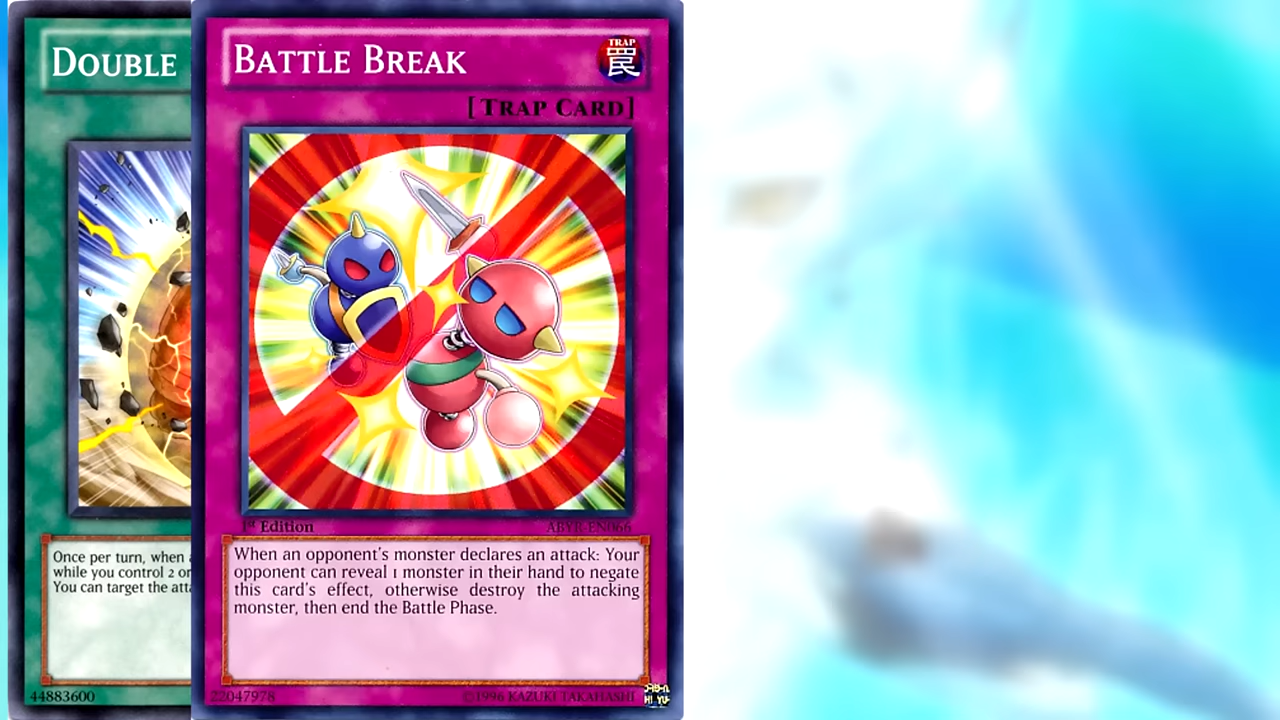 DOUBLE
Once per turn, when a
while you control 2 or
You can target the atta
44883600
BATTLE BREAK
TRAP
罠
[TRAP CARD]
1st Edition
ABYR-EN066
When an opponent's monster declares an attack: Your
opponent can reveal 1 monster in their hand to negate
this card's effect, otherwise destroy the attacking
monster, then end the Battle Phase.
22047978
©1996 KAZUKI TAKAHASHI